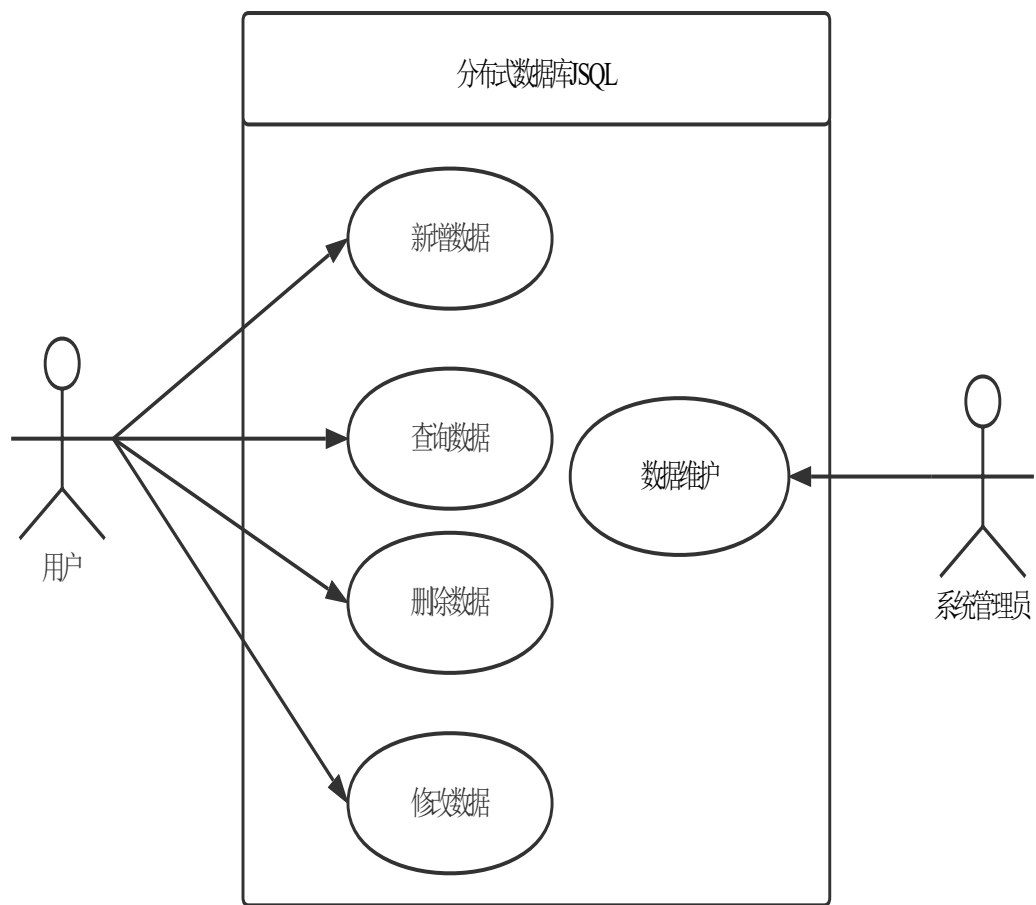 分布式数据库JSQL
新增数据
查询数据
数据维护
用户
删除数据
系统管理员
修改数据